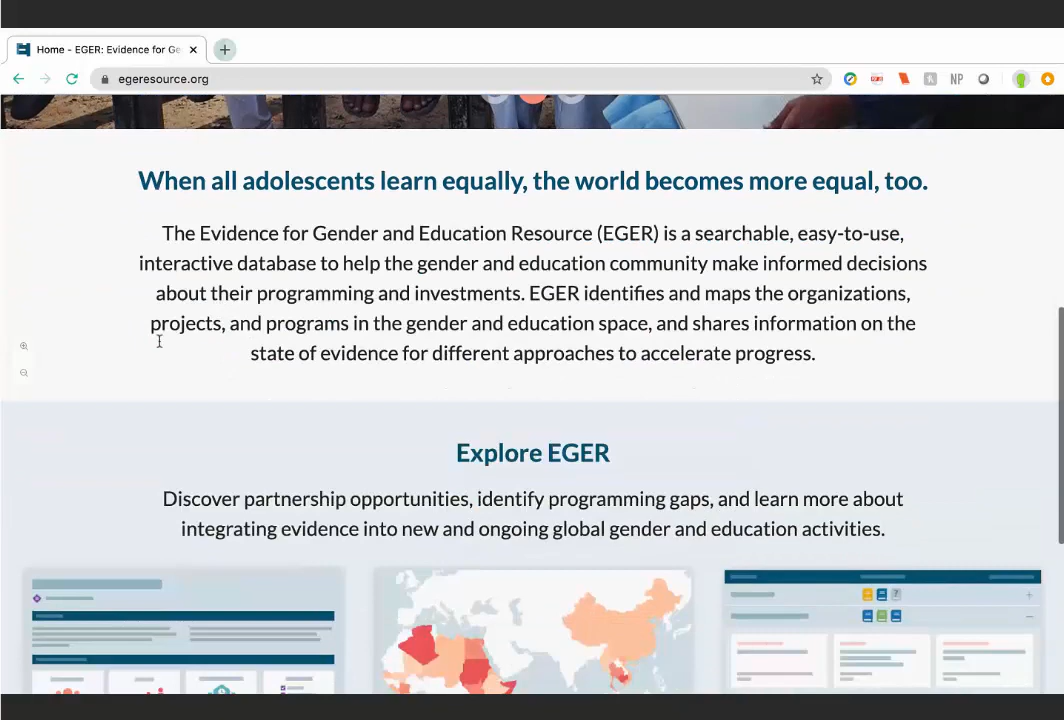 Home - EGER: Evidence for Ge
egeresource.org
NP
When all adolescents learn equally, the world becomes more equal, too.
The Evidence for Gender and Education Resource (EGER) is a searchable, easy-to-use,
interactive database to help the gender and education community make informed decisions
about their programming and investments. EGER identifies and maps the organizations,
projects, and programs in the gender and education space, and shares information on the
state of evidence for different approaches to accelerate progress.
Explore EGER
Discover partnership opportunities, identify programming gaps, and learn more about
integrating evidence into new and ongoing global gender and education activities.